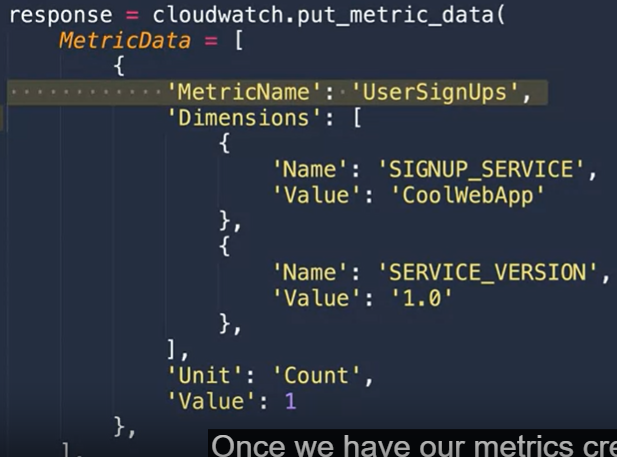 response = cloudwatch.put_metric_data(
MetricData = [
{
'MetricName': 'UserSignUps',
'Dimensions': [
{
'Name': 'SIGNUP_SERVICE',
'Value': 'CoolWebApp'
},
{
'Name': 'SERVICE_VERSION',
'Value': '1.0'
},
],
'Unit': 'Count',
'Value': 1
},
],
Once we have our metrics cre